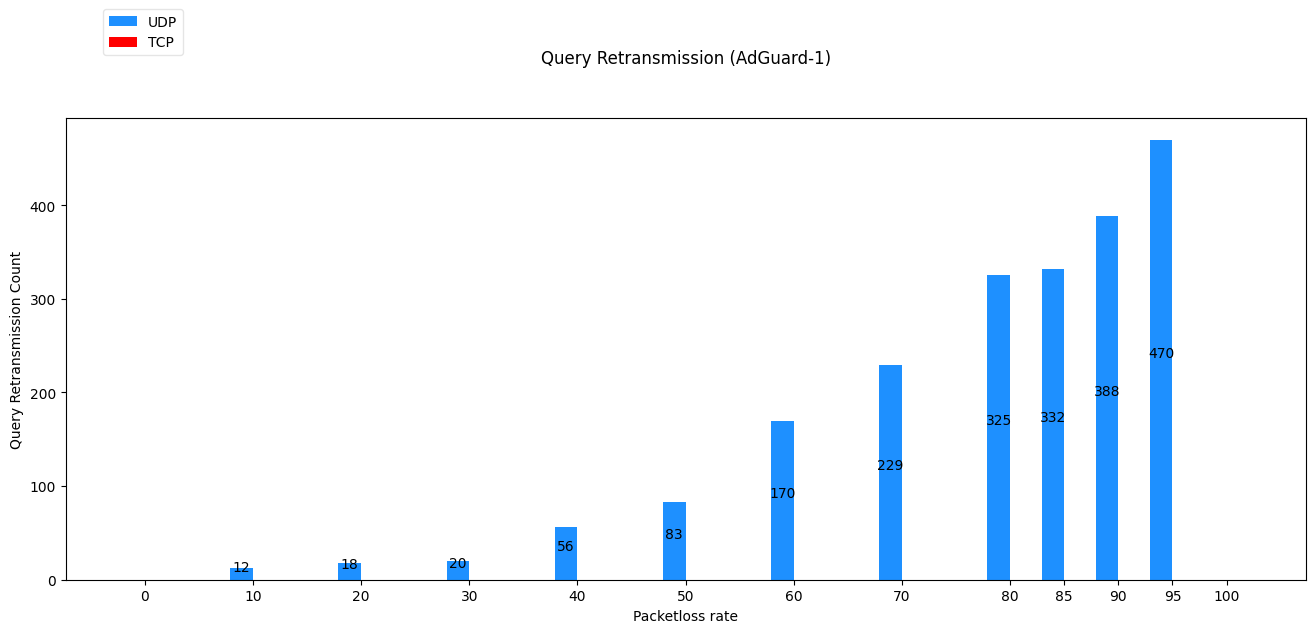 UDP
TCP
Query Retransmission (AdGuard-1)
Query Retransmission Count
400
300
200
100
0
12
18
20
56
83
170
229
325
332
388
470
0 10 20 30 40 50 60 70 80 85 90 95 100
Packetloss rate